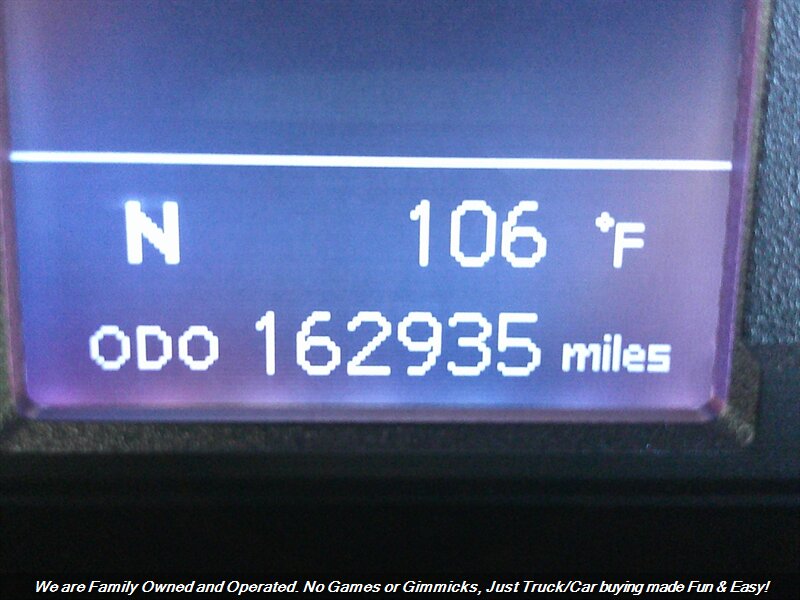 N 106 °F
ODO 162935 miles
We are Family Owned and Operated. No Games or Gimmicks, Just Truck/Car buying made Fun & Easy!